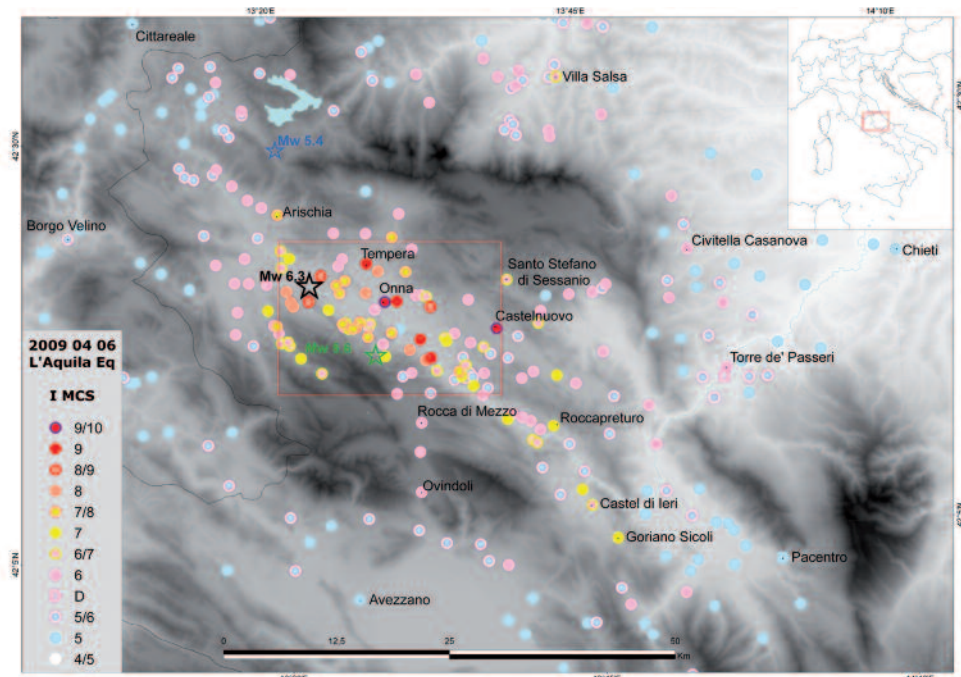 13°20'E
13°45'E
14°10'E
Cittareale
Villa Salsa
42°30'N
Mw 5.4
Arischia
Borgo Velino
Civitella Casanova
Chieti
Tempera
Mw 6.3
Santo Stefano
di Sessanio
Onna
Castelnuovo
2009 04 06
L'Aquila Eq
Torre de' Passeri
I MCS
Rocca di Mezzo
Roccapreturo
9/10
9
8/9
8
7/8
7
6/7
6
D
5/6
5
4/5
Ovindoli
Castel di Ieri
Goriano Sicoli
42°5'N
Pacentro
Avezzano
0
12.5
25
50
Km